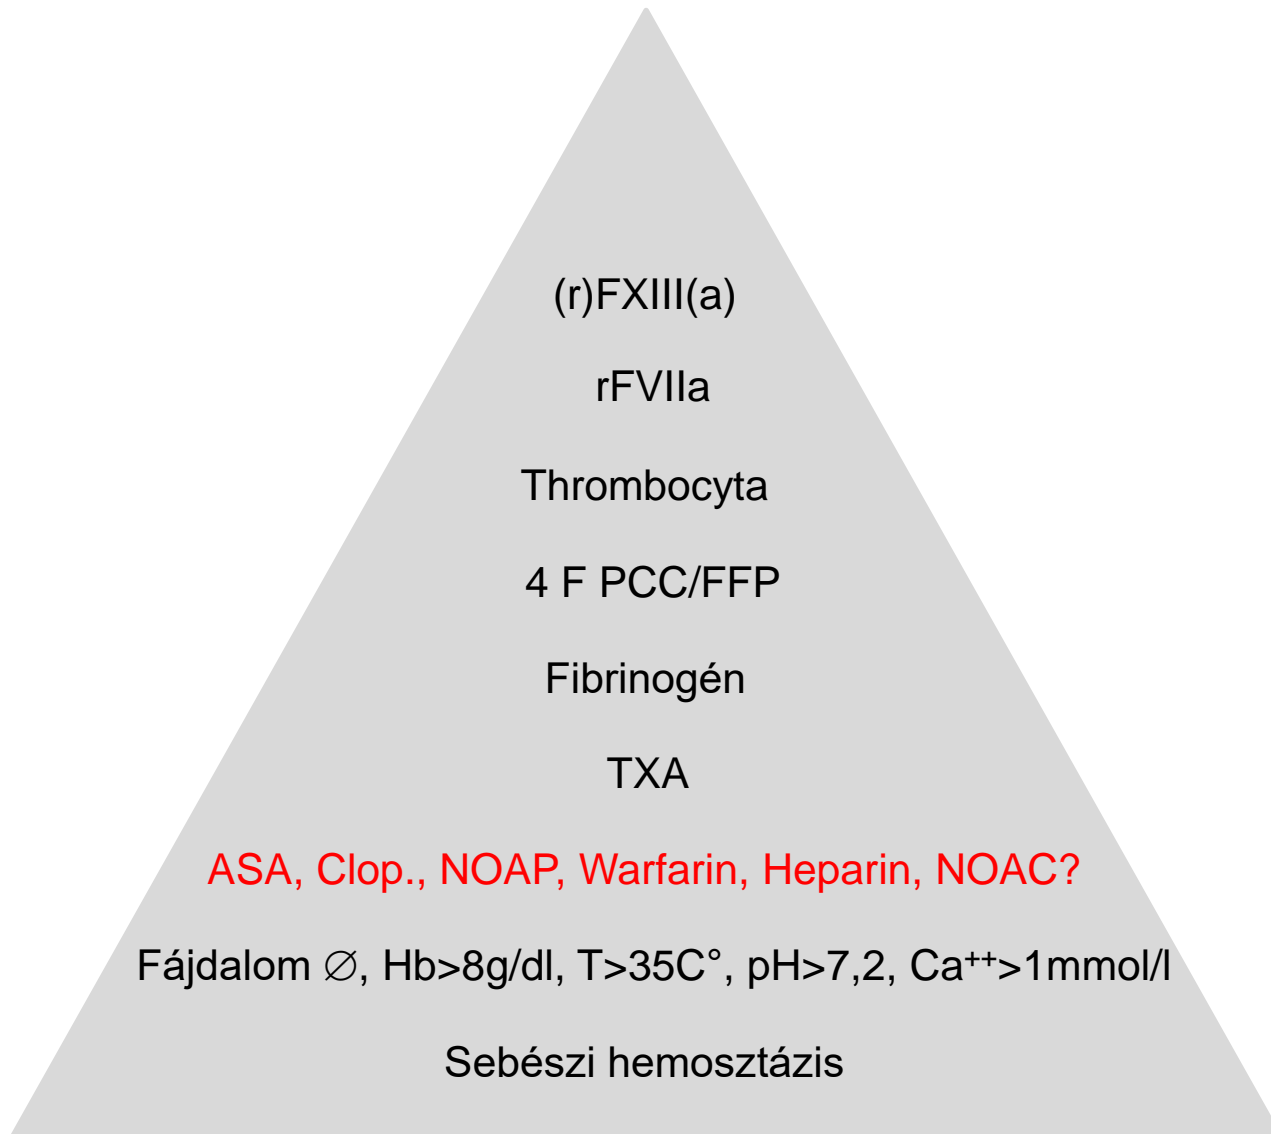 (r)FXIII(a)
rFVIIa
Thrombocyta
4 F PCC/FFP
Fibrinogén
TXA
ASA, Clop., NOAP, Warfarin, Heparin, NOAC?
Fájdalom ∅, Hb>8g/dl, T>35C°, pH>7,2, Ca⁺⁺>1mmol/l
Sebészi hemosztázis